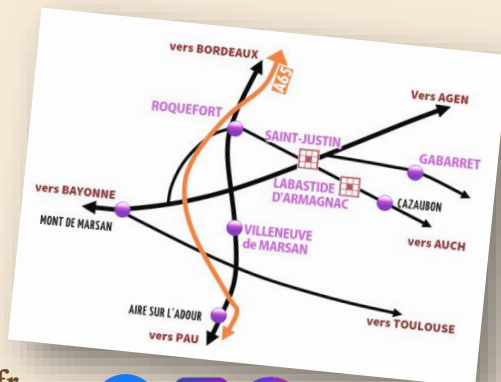 vers BORDEAUX
A65
ROQUEFORT
Vers AGEN
SAINT-JUSTIN
GABARRET
LABASTIDE
D'ARMAGNAC
CAZAUBON
vers BAYONNE
MONT DE MARSAN
vers AUCH
VILLENEUVE
de MARSAN
AIRE SUR L'ADOUR
vers PAU
vers TOULOUSE
fr